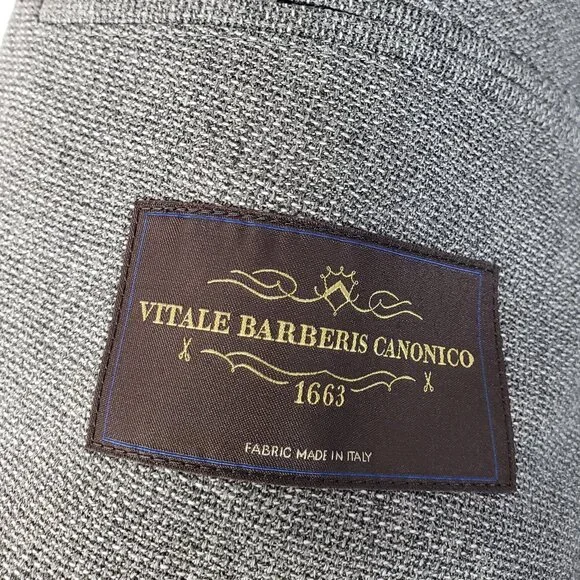 VITALE BARBERIS CANONICO
1663
FABRIC MADE IN ITALY